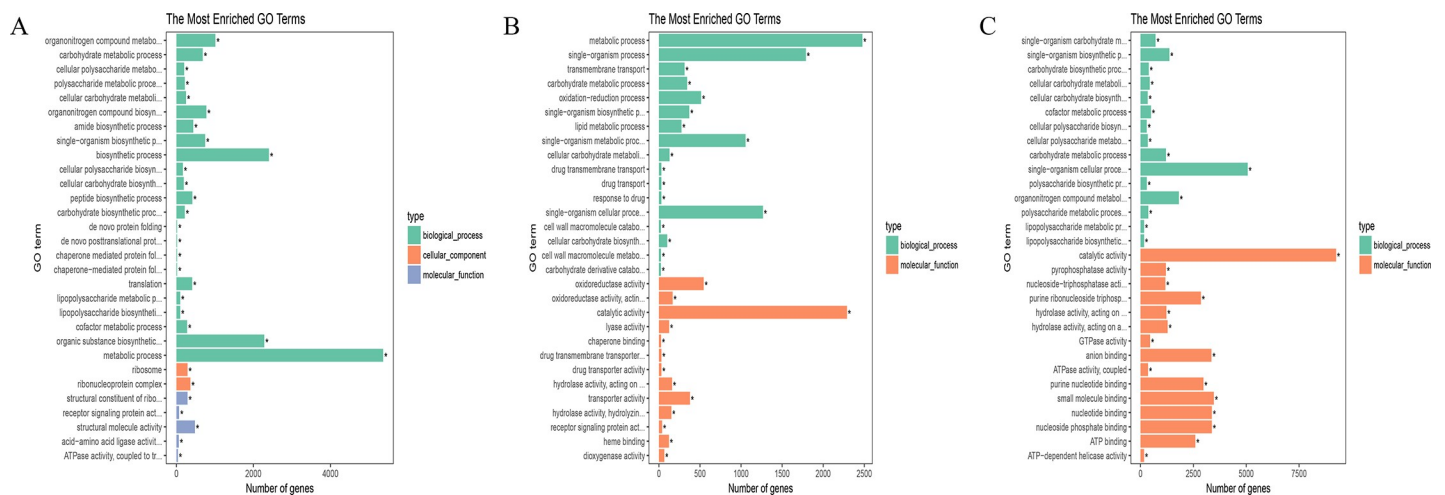 A
The Most Enriched GO Terms
organonitrogen compound metabo...
carbohydrate metabolic process
cellular polysaccharide metabo...
polysaccharide metabolic proce...
cellular carbohydrate metaboli...
organonitrogen compound biosyn...
amide biosynthetic process
single-organism biosynthetic p...
biosynthetic process
cellular polysaccharide biosyn...
cellular carbohydrate biosynth...
peptide biosynthetic process
carbohydrate biosynthetic proc...
de novo protein folding
de novo posttranslational prot...
chaperone mediated protein fol...
chaperone-mediated protein fol...
translation
lipopolysaccharide metabolic p...
lipopolysaccharide biosyntheti...
cofactor metabolic process
organic substance biosynthetic...
metabolic process
ribosome
ribonucleoprotein complex
structural constituent of ribo...
receptor signaling protein act...
structural molecule activity
acid-amino acid ligase activit...
ATPase activity, coupled to tr...
GO term
0 2000 4000
Number of genes
type
biological_process
cellular_component
molecular_function
B
The Most Enriched GO Terms
metabolic process
single-organism process
transmembrane transport
carbohydrate metabolic process
oxidation-reduction process
single-organism biosynthetic p...
lipid metabolic process
single-organism metabolic proc...
cellular carbohydrate metaboli...
drug transmembrane transport
drug transport
response to drug
single-organism cellular proce...
cell wall macromolecule catabo...
cellular carbohydrate biosynth...
cell wall macromolecule metabo...
carbohydrate derivative catabo...
oxidoreductase activity
oxidoreductase activity, actin...
catalytic activity
lyase activity
chaperone binding
drug transmembrane transporter...
drug transporter activity
hydrolase activity, acting on ...
transporter activity
hydrolase activity, hydrolyzin...
receptor signaling protein act...
heme binding
dioxygenase activity
GO term
0 500 1000 1500 2000 2500
Number of genes
type
biological_process
molecular_function
C
The Most Enriched GO Terms
single-organism carbohydrate m...
single-organism biosynthetic p...
carbohydrate biosynthetic proc...
cellular carbohydrate metaboli...
cellular carbohydrate biosynth...
cofactor metabolic process
cellular polysaccharide biosyn...
cellular polysaccharide metabo...
carbohydrate metabolic process
single-organism cellular proce...
polysaccharide biosynthetic pr...
organonitrogen compound metabol...
polysaccharide metabolic proces...
lipopolysaccharide metabolic pr...
lipopolysaccharide biosynthetic...
catalytic activity
pyrophosphatase activity
nucleoside-triphosphatase acti...
purine ribonucleoside triphosp...
hydrolase activity, acting on ...
hydrolase activity, acting on a...
GTPase activity
anion binding
ATPase activity, coupled
purine nucleotide binding
small molecule binding
nucleotide binding
nucleoside phosphate binding
ATP binding
ATP-dependent helicase activity
GO term
0 2500 5000 7500
Number of genes
type
biological_process
molecular_function